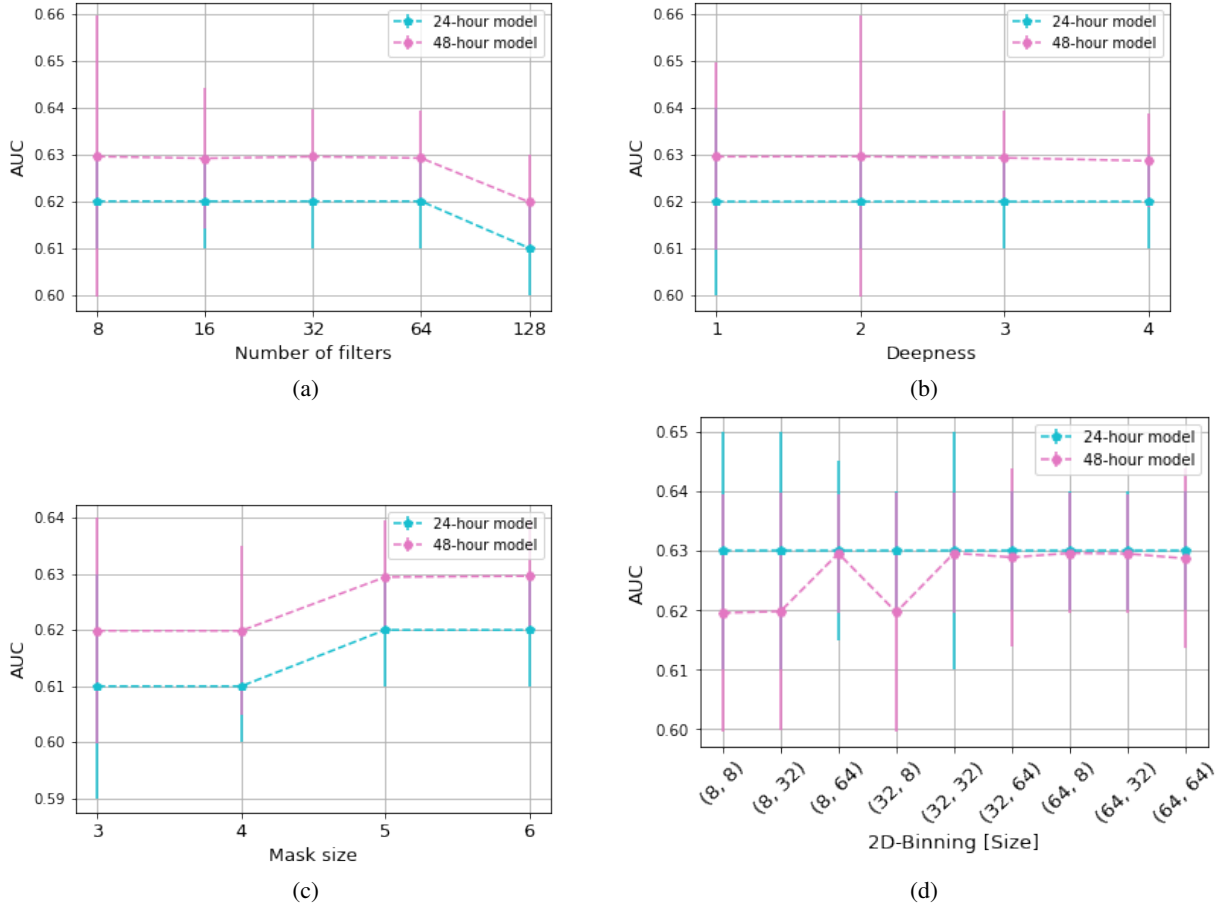 0.66
0.65
0.64
0.63
0.62
0.61
0.60
AUC
24-hour model
48-hour model
8 16 32 64 128
Number of filters
(a)
0.66
0.65
0.64
0.63
0.62
0.61
0.60
AUC
24-hour model
48-hour model
1 2 3 4
Deepness
(b)
0.64
0.63
0.62
0.61
0.60
0.59
AUC
24-hour model
48-hour model
3 4 5 6
Mask size
(c)
0.65
0.64
0.63
0.62
0.61
0.60
AUC
24-hour model
48-hour model
(8, 8) (8, 32) (8, 64) (32, 8) (32, 32) (32, 64) (64, 8) (64, 32) (64, 64)
2D-Binning [Size]
(d)